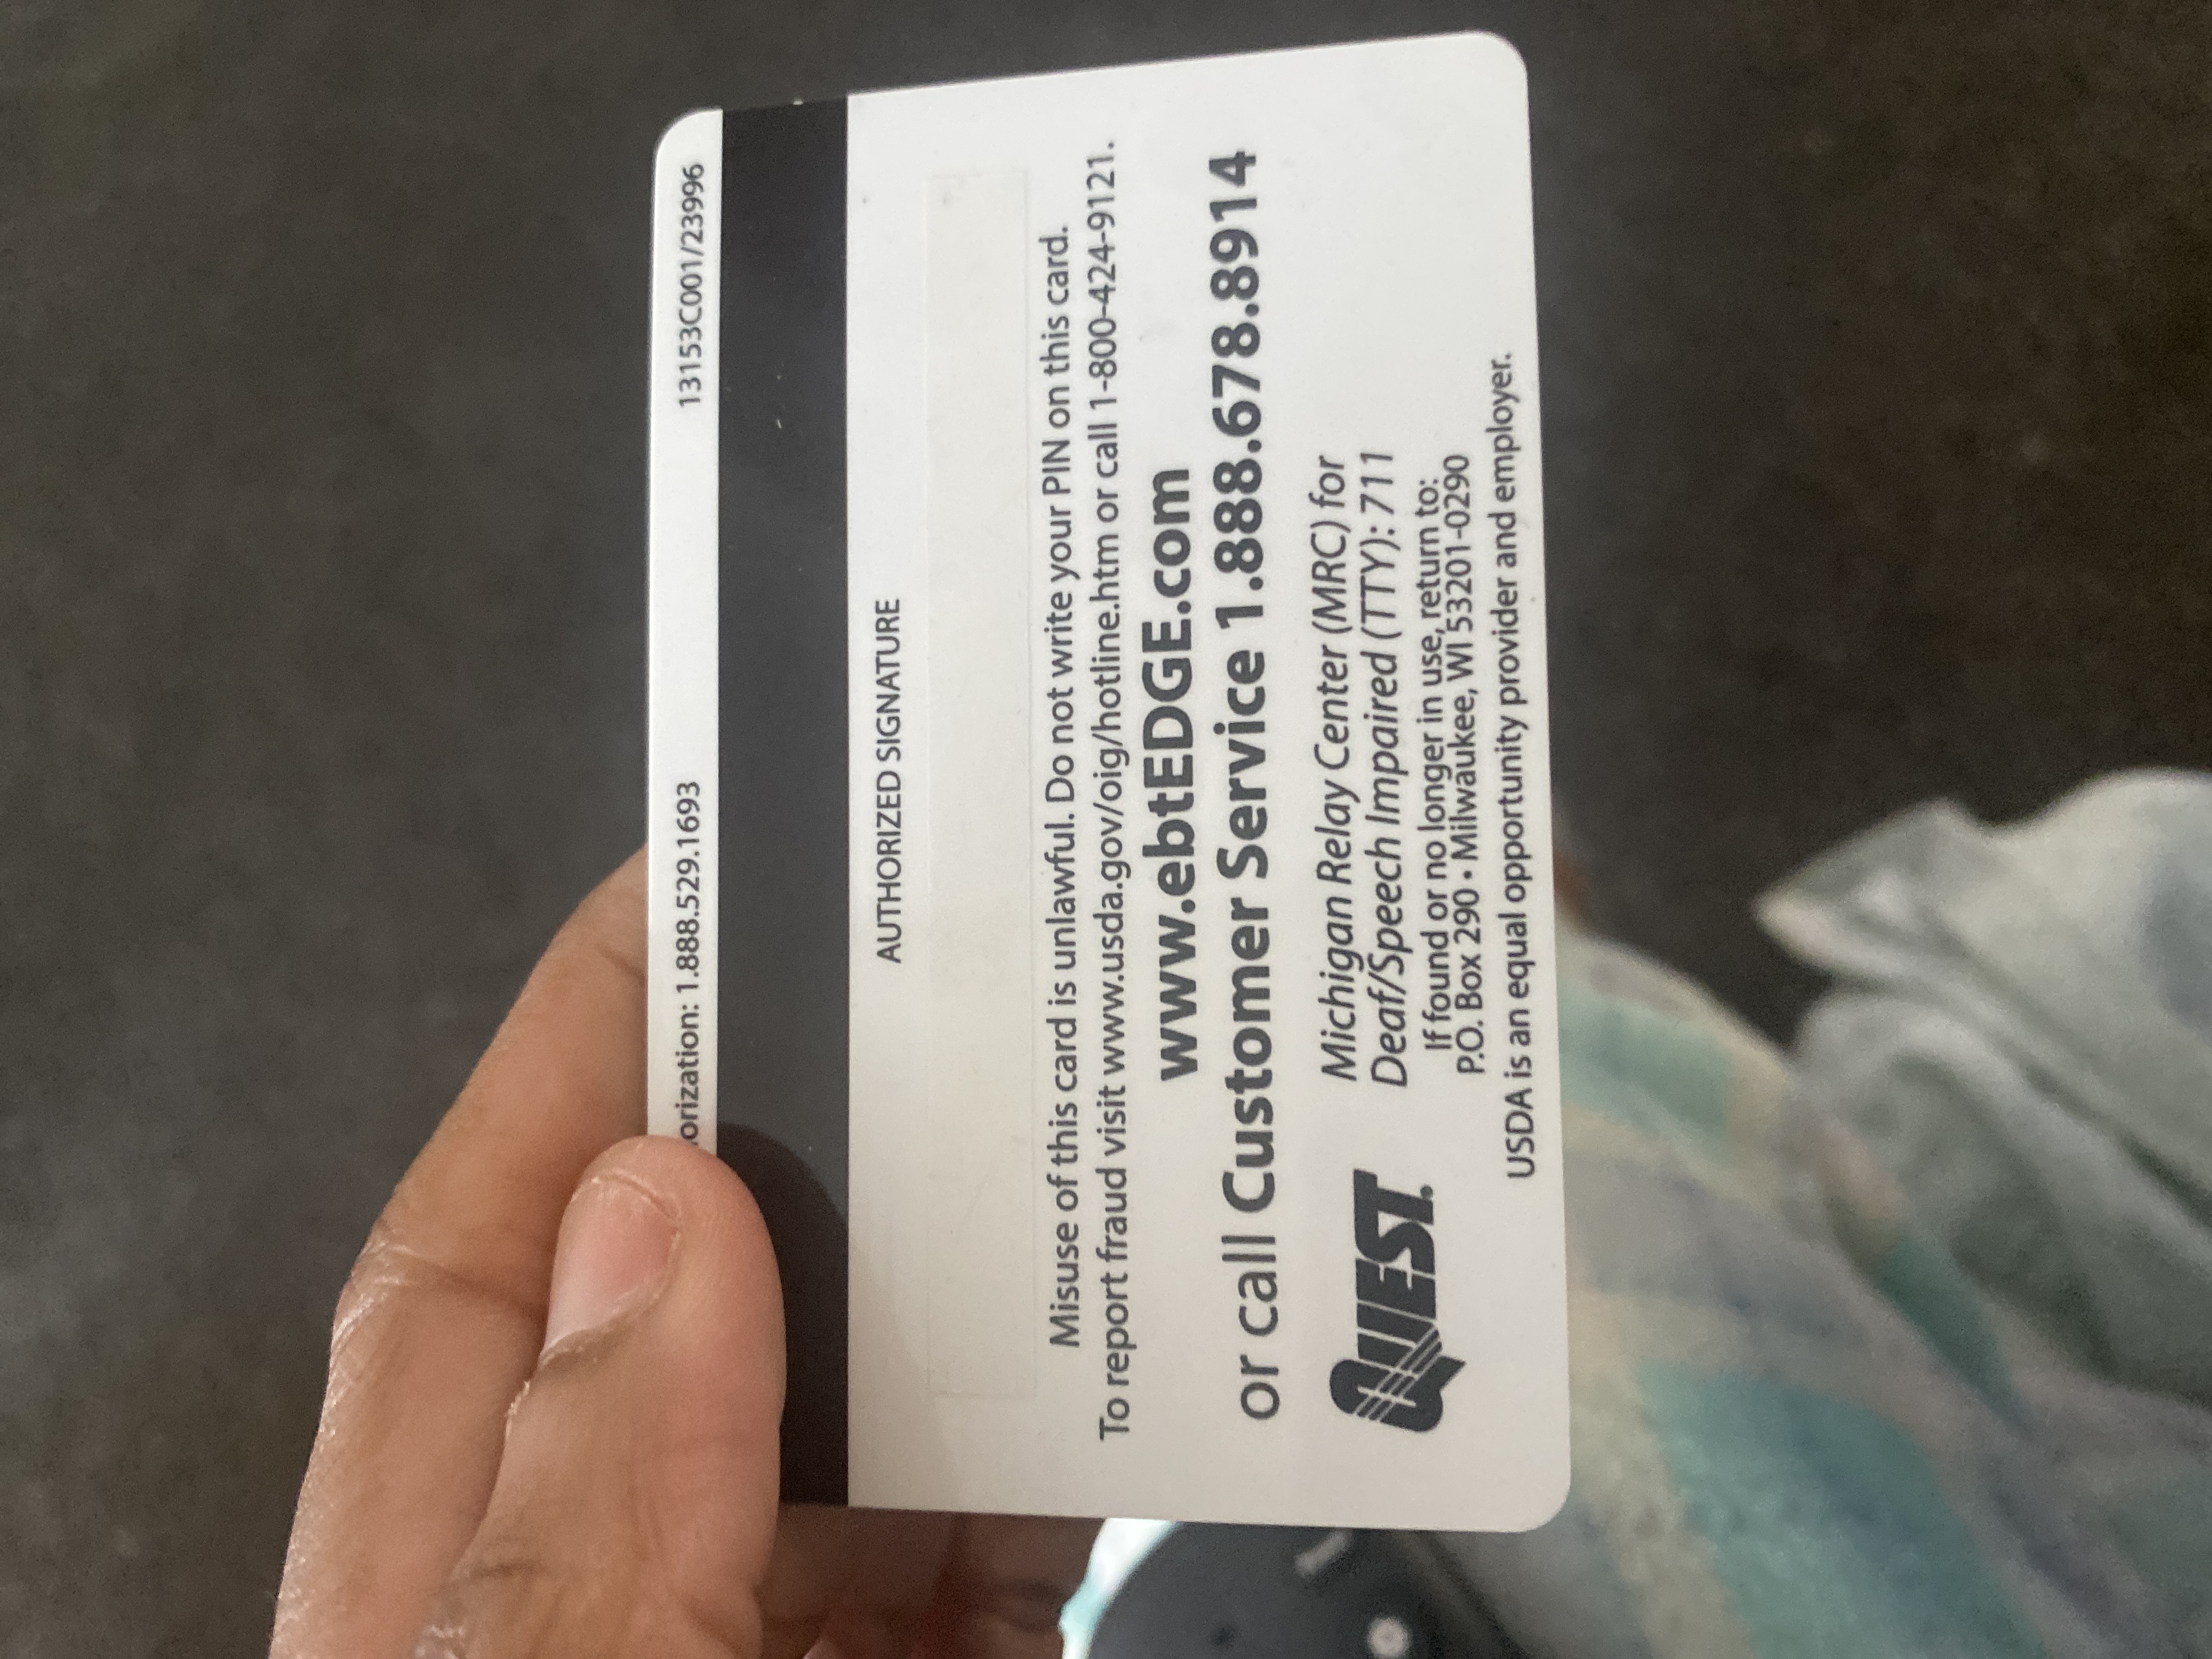 orization: 1.888.529.1693 13153C001/23996
AUTHORIZED SIGNATURE
Misuse of this card is unlawful. Do not write your PIN on this card.
To report fraud visit www.usda.gov/oig/hotline.htm or call 1-800-424-9121.
www.ebtEDGE.com
or call Customer Service 1.888.678.8914
QUEST.
Michigan Relay Center (MRC) for
Deaf/Speech Impaired (TTY): 711
If found or no longer in use, return to:
P.O. Box 290 • Milwaukee, WI 53201-0290
USDA is an equal opportunity provider and employer.